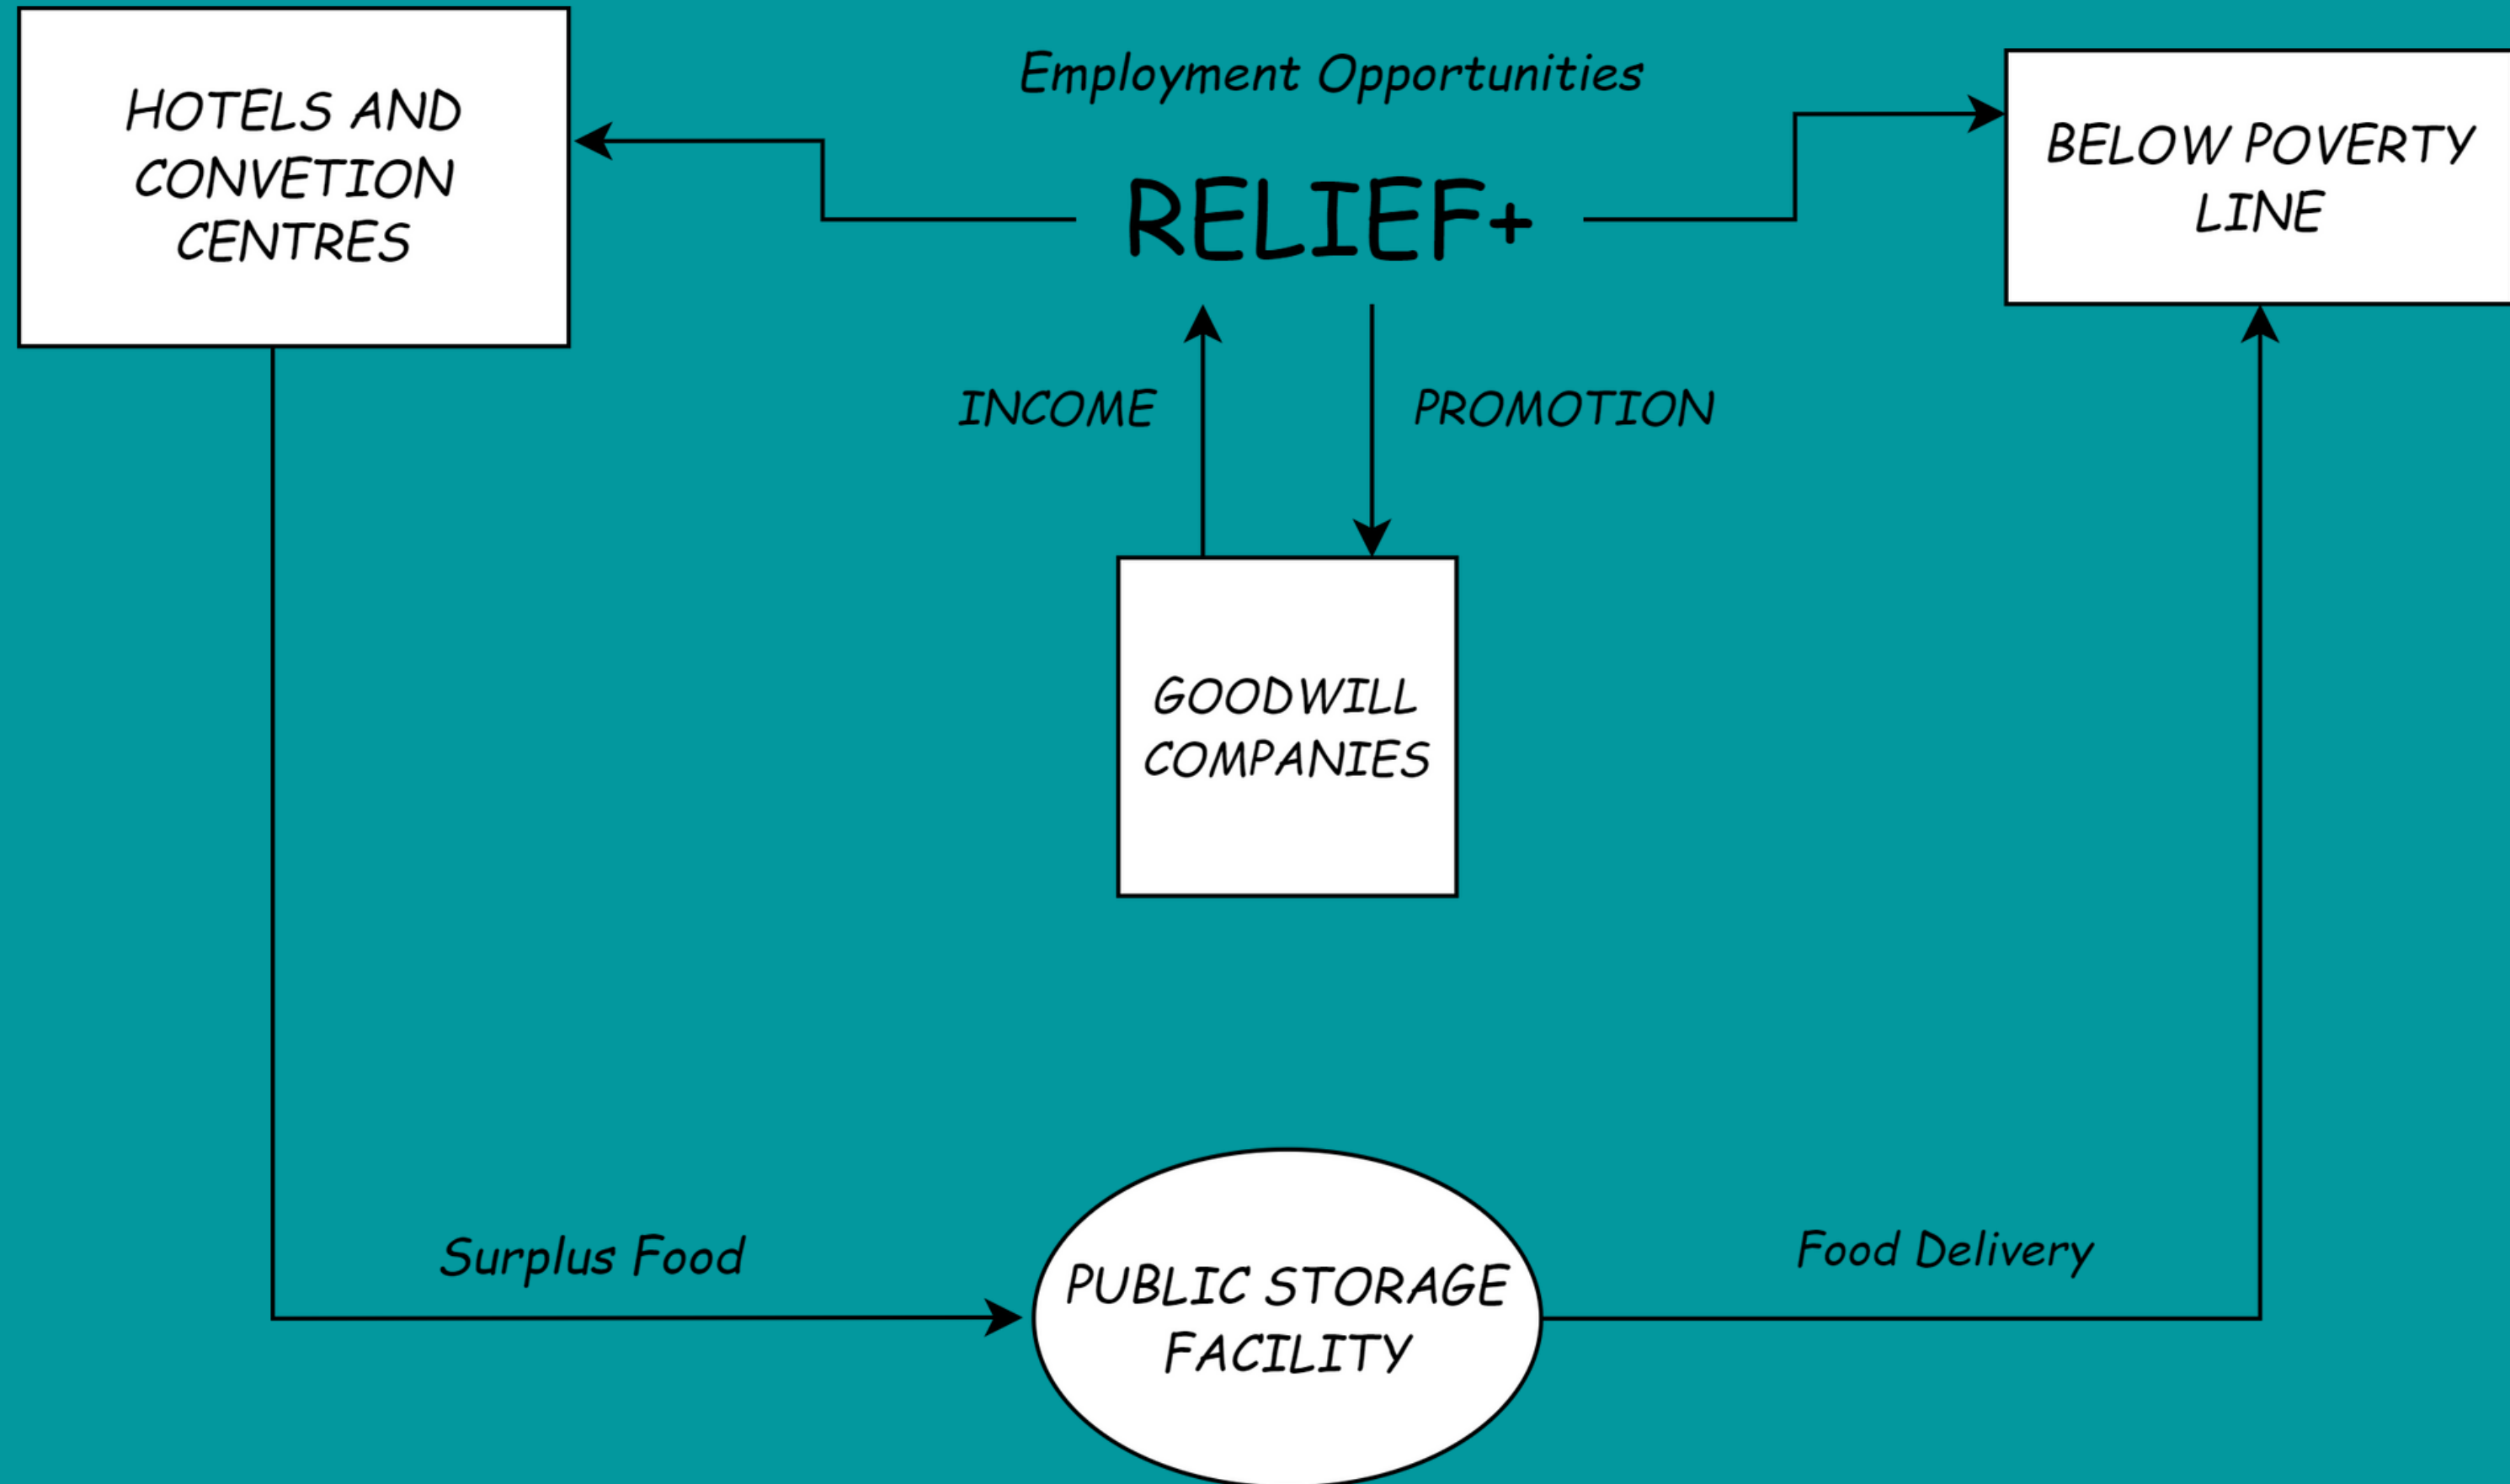 HOTELS AND
CONVETION
CENTRES
Employment Opportunities
RELIEF+
BELOW POVERTY
LINE
INCOME
PROMOTION
GOODWILL
COMPANIES
Surplus Food
PUBLIC STORAGE
FACILITY
Food Delivery